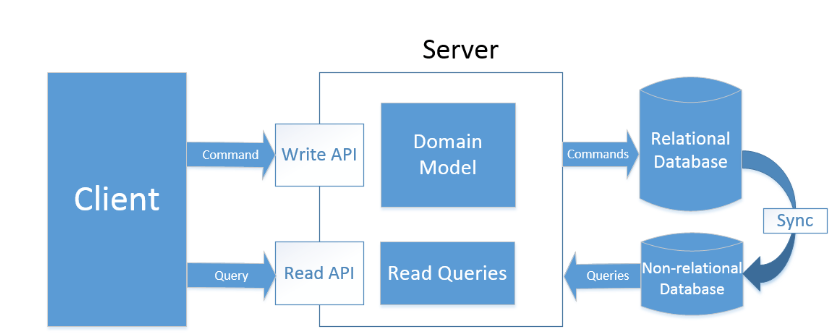 Server
Client
Command
Write API
Domain
Model
Commands
Relational
Database
Sync
Query
Read API
Read Queries
Queries
Non-relational
Database